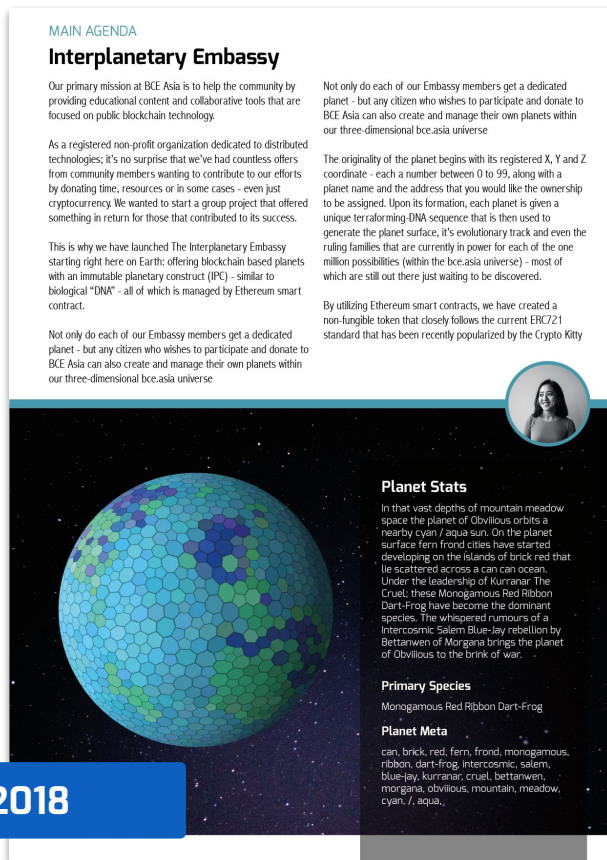 MAIN AGENDA
Interplanetary Embassy
Our primary mission at BCE Asia is to help the community by
providing educational content and collaborative tools that are
focused on public blockchain technology.
As a registered non-profit organization dedicated to distributed
technologies; it's no surprise that we've had countless offers
from community members wanting to contribute to our efforts
by donating time, resources or in some cases - even just
cryptocurrency. We wanted to start a group project that offered
something in return for those that contributed to its success.
This is why we have launched The Interplanetary Embassy
starting right here on Earth: offering blockchain based planets
with an immutable planetary construct (IPC) - similar to
biological "DNA" - all of which is managed by Ethereum smart
contract.
Not only do each of our Embassy members get a dedicated
planet - but any citizen who wishes to participate and donate to
BCE Asia can also create and manage their own planets within
our three-dimensional bce.asia universe
Not only do each of our Embassy members get a dedicated
planet - but any citizen who wishes to participate and donate to
BCE Asia can also create and manage their own planets within
our three-dimensional bce.asia universe
The originality of the planet begins with its registered X, Y and Z
coordinate - each a number between 0 to 99, along with a
planet name and the address that you would like the ownership
to be assigned. Upon its formation, each planet is given a
unique terraforming-DNA sequence that is then used to
generate the planet surface, it's evolutionary track and even the
ruling families that are currently in power for each of the one
million possibilities (within the bce.asia universe) - most of
which are still out there just waiting to be discovered.
By utilizing Ethereum smart contracts, we have created a
non-fungible token that closely follows the current ERC721
standard that has been recently popularized by the Crypto Kitty
Planet Stats
In that vast depths of mountain meadow
space the planet of Obviiious orbits a
nearby cyan / aqua sun. On the planet
surface fern frond cities have started
developing on the islands of brick red that
lie scattered across a can can ocean.
Under the leadership of Kurranar The
Cruel; these Monogamous Red Ribbon
Dart-Frog have become the dominant
species. The whispered rumours of a
Intercosmic Salem Blue-Jay rebellion by
Bettanwen of Morgana brings the planet
of Obviiious to the brink of war.
Primary Species
Monogamous Red Ribbon Dart-Frog
Planet Meta
can, brick, red, fern, frond, monogamous,
ribbon, dart-frog, intercosmic, salem,
blue-jay, kurranar, cruel, bettanwen,
morgana, obviiious, mountain, meadow,
cyan, /, aqua,
2018